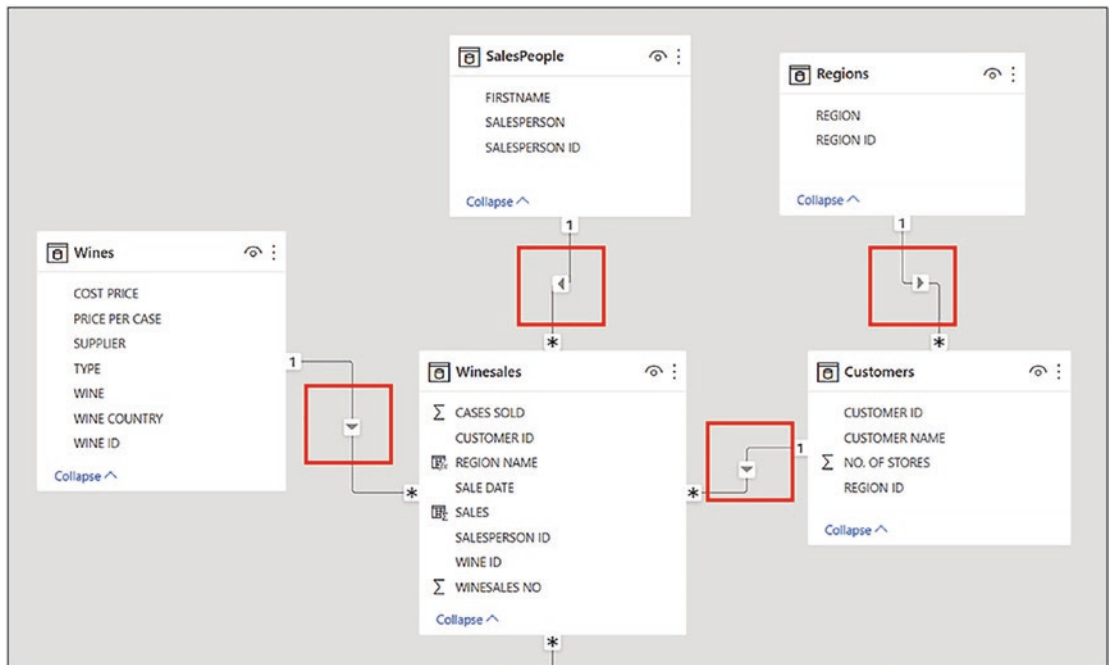 SalesPeople
FIRSTNAME
SALESPERSON
SALESPERSON ID
Collapse
1
Regions
REGION
REGION ID
Collapse
1
Wines
COST PRICE
PRICE PER CASE
SUPPLIER
TYPE
WINE
WINE COUNTRY
WINE ID
Collapse
1
*
*
Winesales
Σ CASES SOLD
CUSTOMER ID
REGION NAME
SALE DATE
SALES
SALESPERSON ID
WINE ID
Σ WINESALES NO
Collapse
*
*
1
*
Customers
CUSTOMER ID
CUSTOMER NAME
Σ NO. OF STORES
REGION ID
Collapse